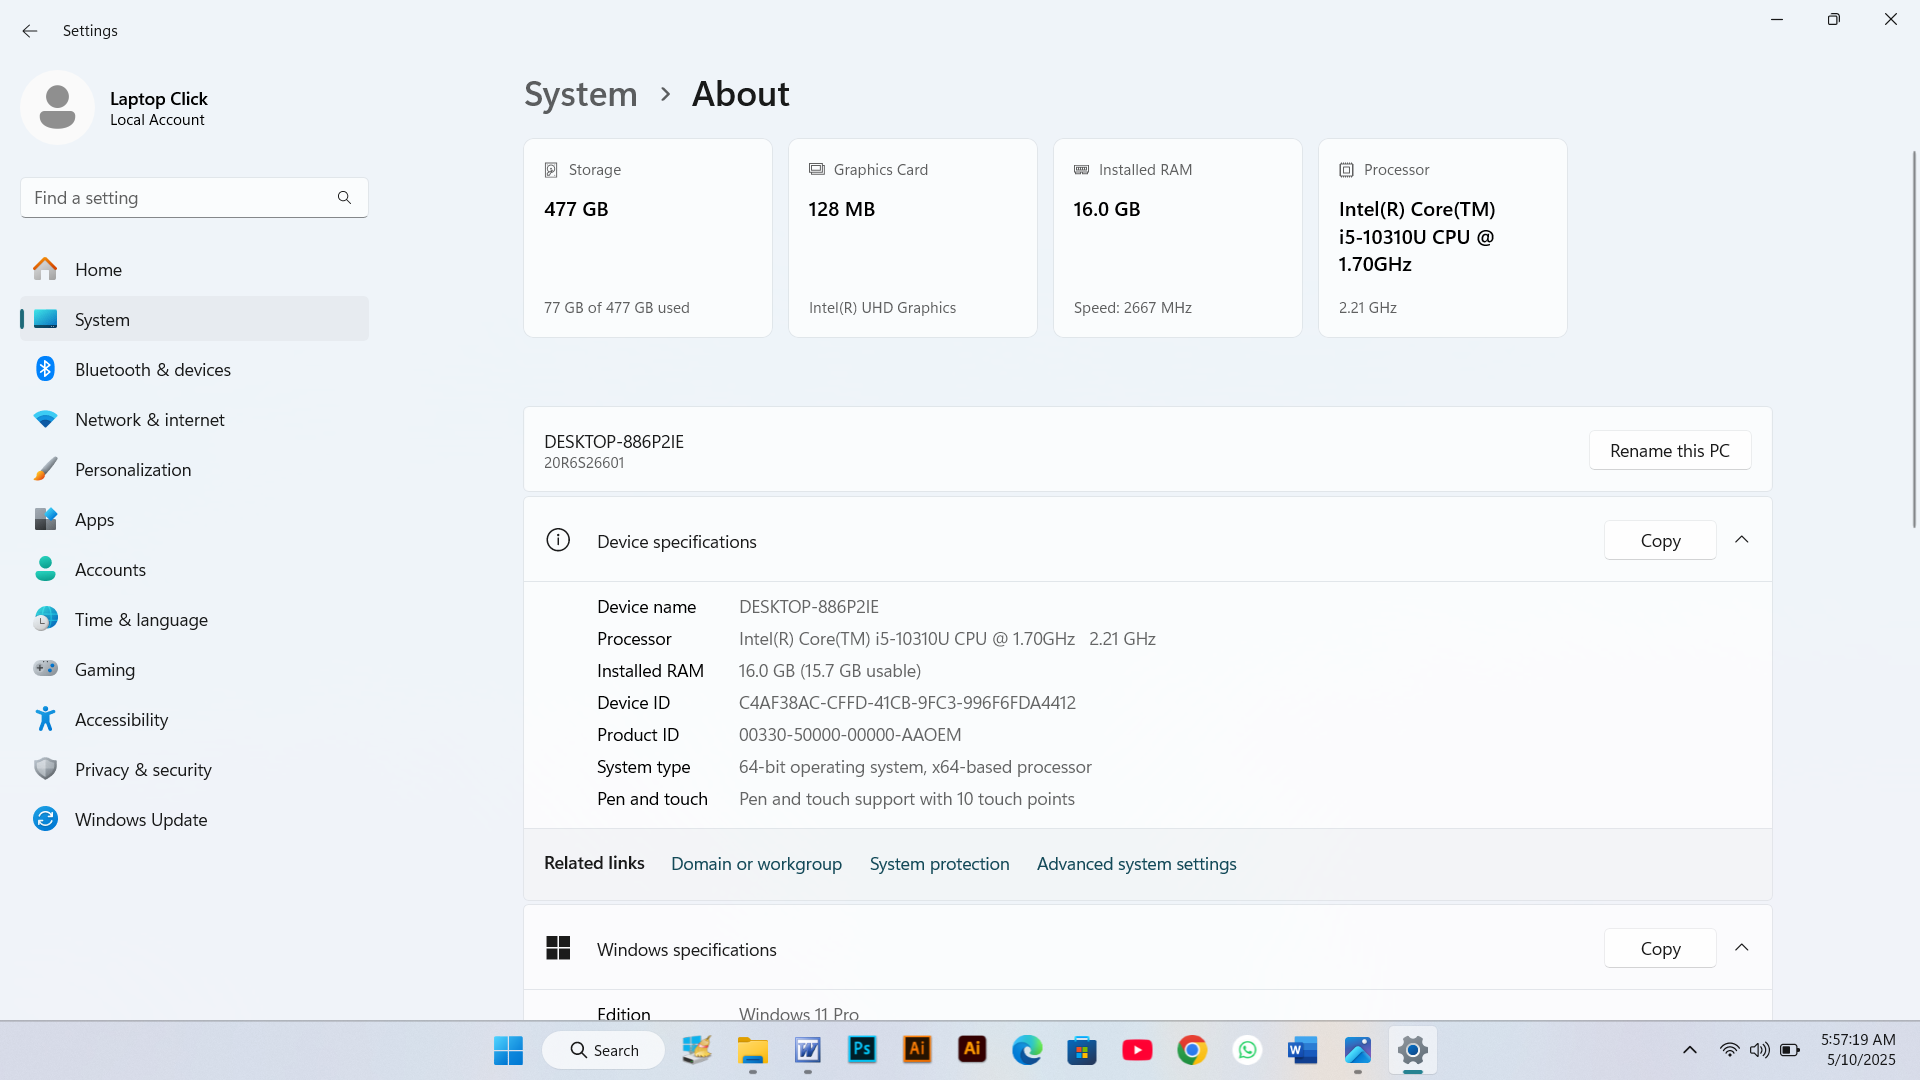 Settings
Laptop Click
Local Account
Find a setting
Home
System
Bluetooth & devices
Network & internet
Personalization
Apps
Accounts
Time & language
Gaming
Accessibility
Privacy & security
Windows Update
System > About
Storage
477 GB
77 GB of 477 GB used
Graphics Card
128 MB
Intel(R) UHD Graphics
Installed RAM
16.0 GB
Speed: 2667 MHz
Processor
Intel(R) Core(TM)
i5-10310U CPU @
1.70GHz
2.21 GHz
DESKTOP-886P2IE
20R6S26601
Rename this PC
Device specifications
Copy
Device name DESKTOP-886P2IE
Processor Intel(R) Core(TM) i5-10310U CPU @ 1.70GHz 2.21 GHz
Installed RAM 16.0 GB (15.7 GB usable)
Device ID C4AF38AC-CFFD-41CB-9FC3-996F6FDA4412
Product ID 00330-50000-00000-AAOEM
System type 64-bit operating system, x64-based processor
Pen and touch Pen and touch support with 10 touch points
Related links Domain or workgroup System protection Advanced system settings
Windows specifications
Copy
Edition Windows 11 Pro
Search
W
Ps
Ai
Ai
W
5:57:19 AM
5/10/2025